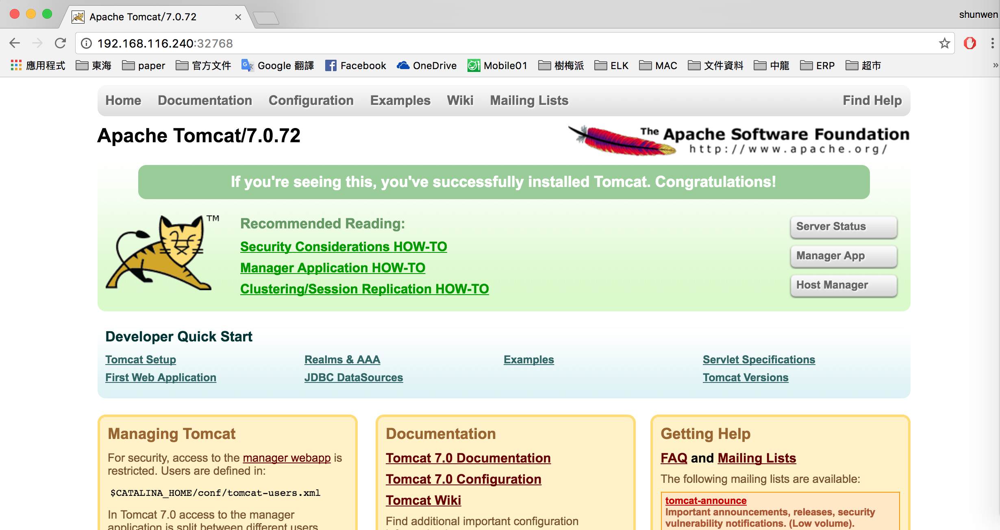 Apache Tomcat/7.0.72
shunwen
192.168.116.240:32768
應用程式 東海 paper 官方文件 Google 翻譯 Facebook OneDrive Mobile01 樹梅派 ELK MAC 文件資料 中龍 ERP 超市 »
Home Documentation Configuration Examples Wiki Mailing Lists Find Help
Apache Tomcat/7.0.72
The Apache Software Foundation
http://www.apache.org/
If you're seeing this, you've successfully installed Tomcat. Congratulations!
TM
Recommended Reading:
Security Considerations HOW-TO
Manager Application HOW-TO
Clustering/Session Replication HOW-TO
Server Status
Manager App
Host Manager
Developer Quick Start
Tomcat Setup
First Web Application
Realms & AAA
JDBC DataSources
Examples
Servlet Specifications
Tomcat Versions
Managing Tomcat
For security, access to the manager webapp is
restricted. Users are defined in:
$CATALINA_HOME/conf/tomcat-users.xml
In Tomcat 7.0 access to the manager
application is split between different users.
Documentation
Tomcat 7.0 Documentation
Tomcat 7.0 Configuration
Tomcat Wiki
Find additional important configuration
Getting Help
FAQ and Mailing Lists
The following mailing lists are available:
tomcat-announce
Important announcements, releases, security
vulnerability notifications. (Low volume).